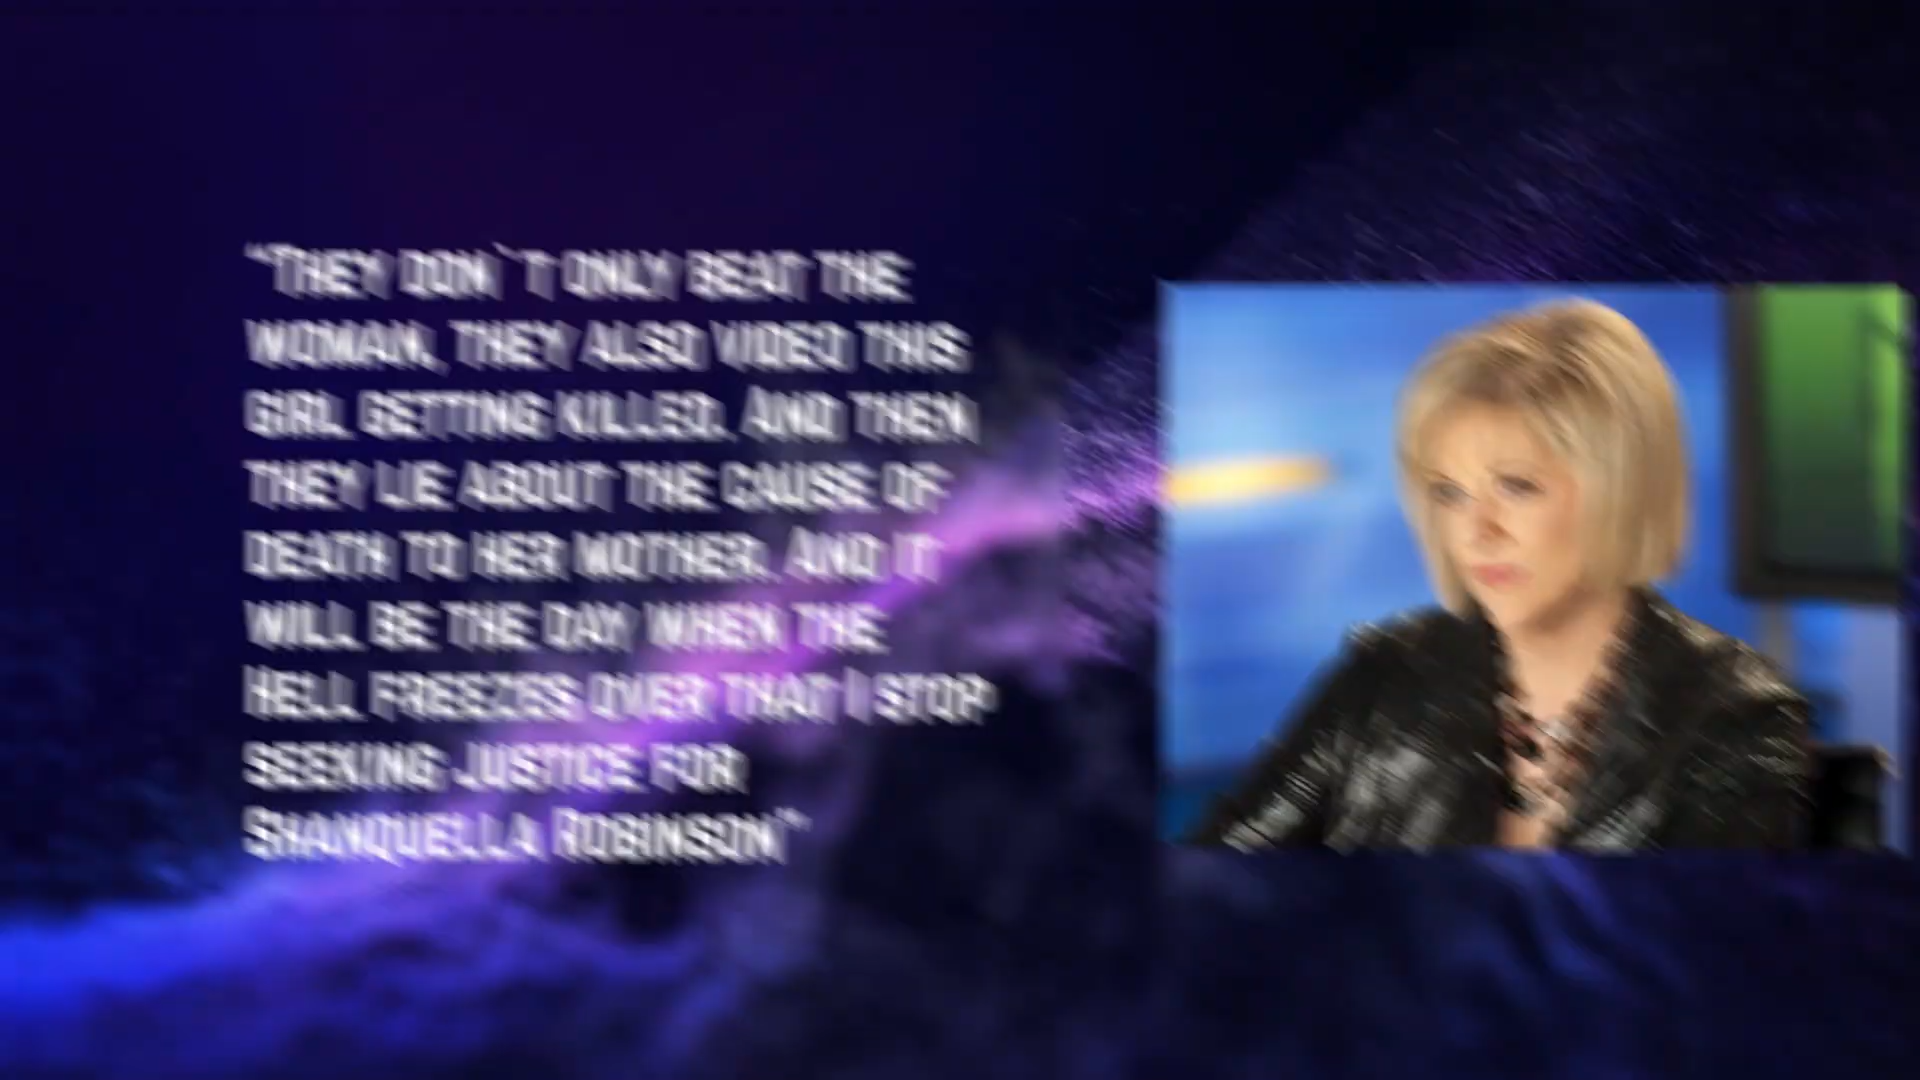 "They don`t only beat the
woman, they also video this
girl getting killed. And then
they lie about the cause of
death to her mother. And it
will be the day when the
Hell freezes over that I stop
seeking justice for
Shanquella Robinson"